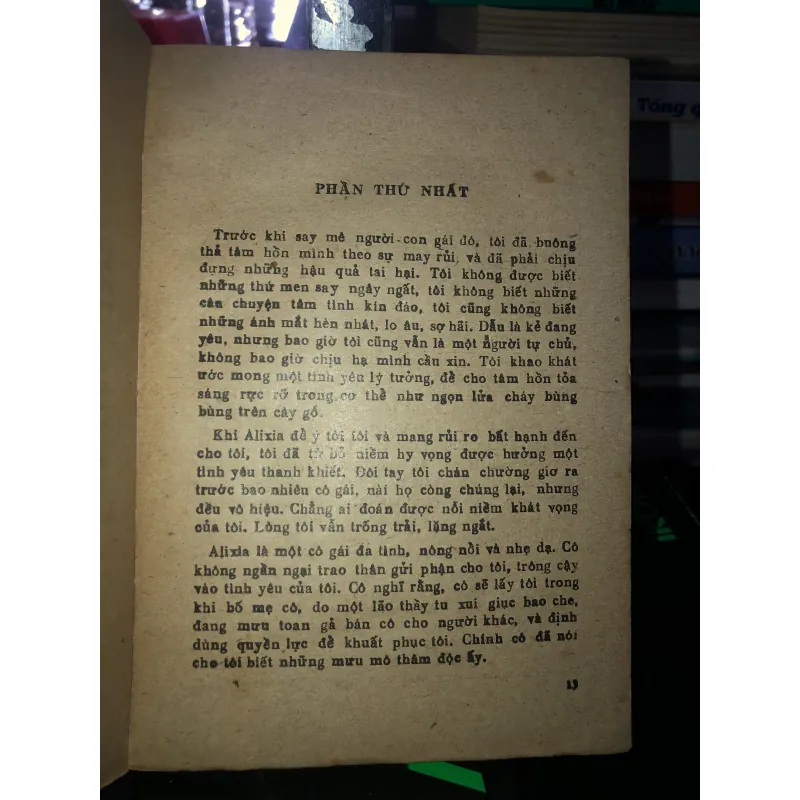 PHẦN THỨ NHẤT
Trước khi say mê người con gái đó, tôi đã buông
thả tâm hồn mình theo sự may rủi, và đã phải chịu
đựng những hậu quả tai hại. Tôi không được biết
những thứ men say ngây ngất, tôi không biết những
câu chuyện tâm tình kín đáo, tôi cũng không biết
những ánh mắt hèn nhát, lo âu, sợ hãi. Dẫu là kẻ đang
yêu, nhưng bao giờ tôi cũng vẫn là một người tự chủ,
không bao giờ chịu hạ mình cầu xin. Tôi khao khát
ước mong một tình yêu lý tưởng, để cho tâm hồn tỏa
sáng rực rỡ trong cơ thể như ngọn lửa cháy bùng
bùng trên cây gỗ.
Khi Alixia để ý tới tôi và mang rủi ro bất hạnh đến
cho tôi, tôi đã từ bỏ niềm hy vọng được hưởng một
tình yêu thanh khiết. Đôi tay tôi chán chường giơ ra
trước bao nhiêu cô gái, nài họ còng chúng lại, nhưng
đều vô hiệu. Chẳng ai đoán được nỗi niềm khát vọng
của tôi. Lòng tôi vẫn trống trải, lặng ngắt.
Alixia là một cô gái đa tình, nông nổi và nhẹ dạ. Cô
không ngần ngại trao thân gửi phận cho tôi, trông cậy
vào tình yêu của tôi. Cô nghĩ rằng, cô sẽ lấy tôi trong
khi bố mẹ cô, do một lão thầy tu xui giục bao che,
đang mưu toan gả bán cô cho người khác, và định
dùng quyền lực để khuất phục tôi. Chính cô đã nói
cho tôi biết những mưu mô thâm độc ấy.
13
Tổng